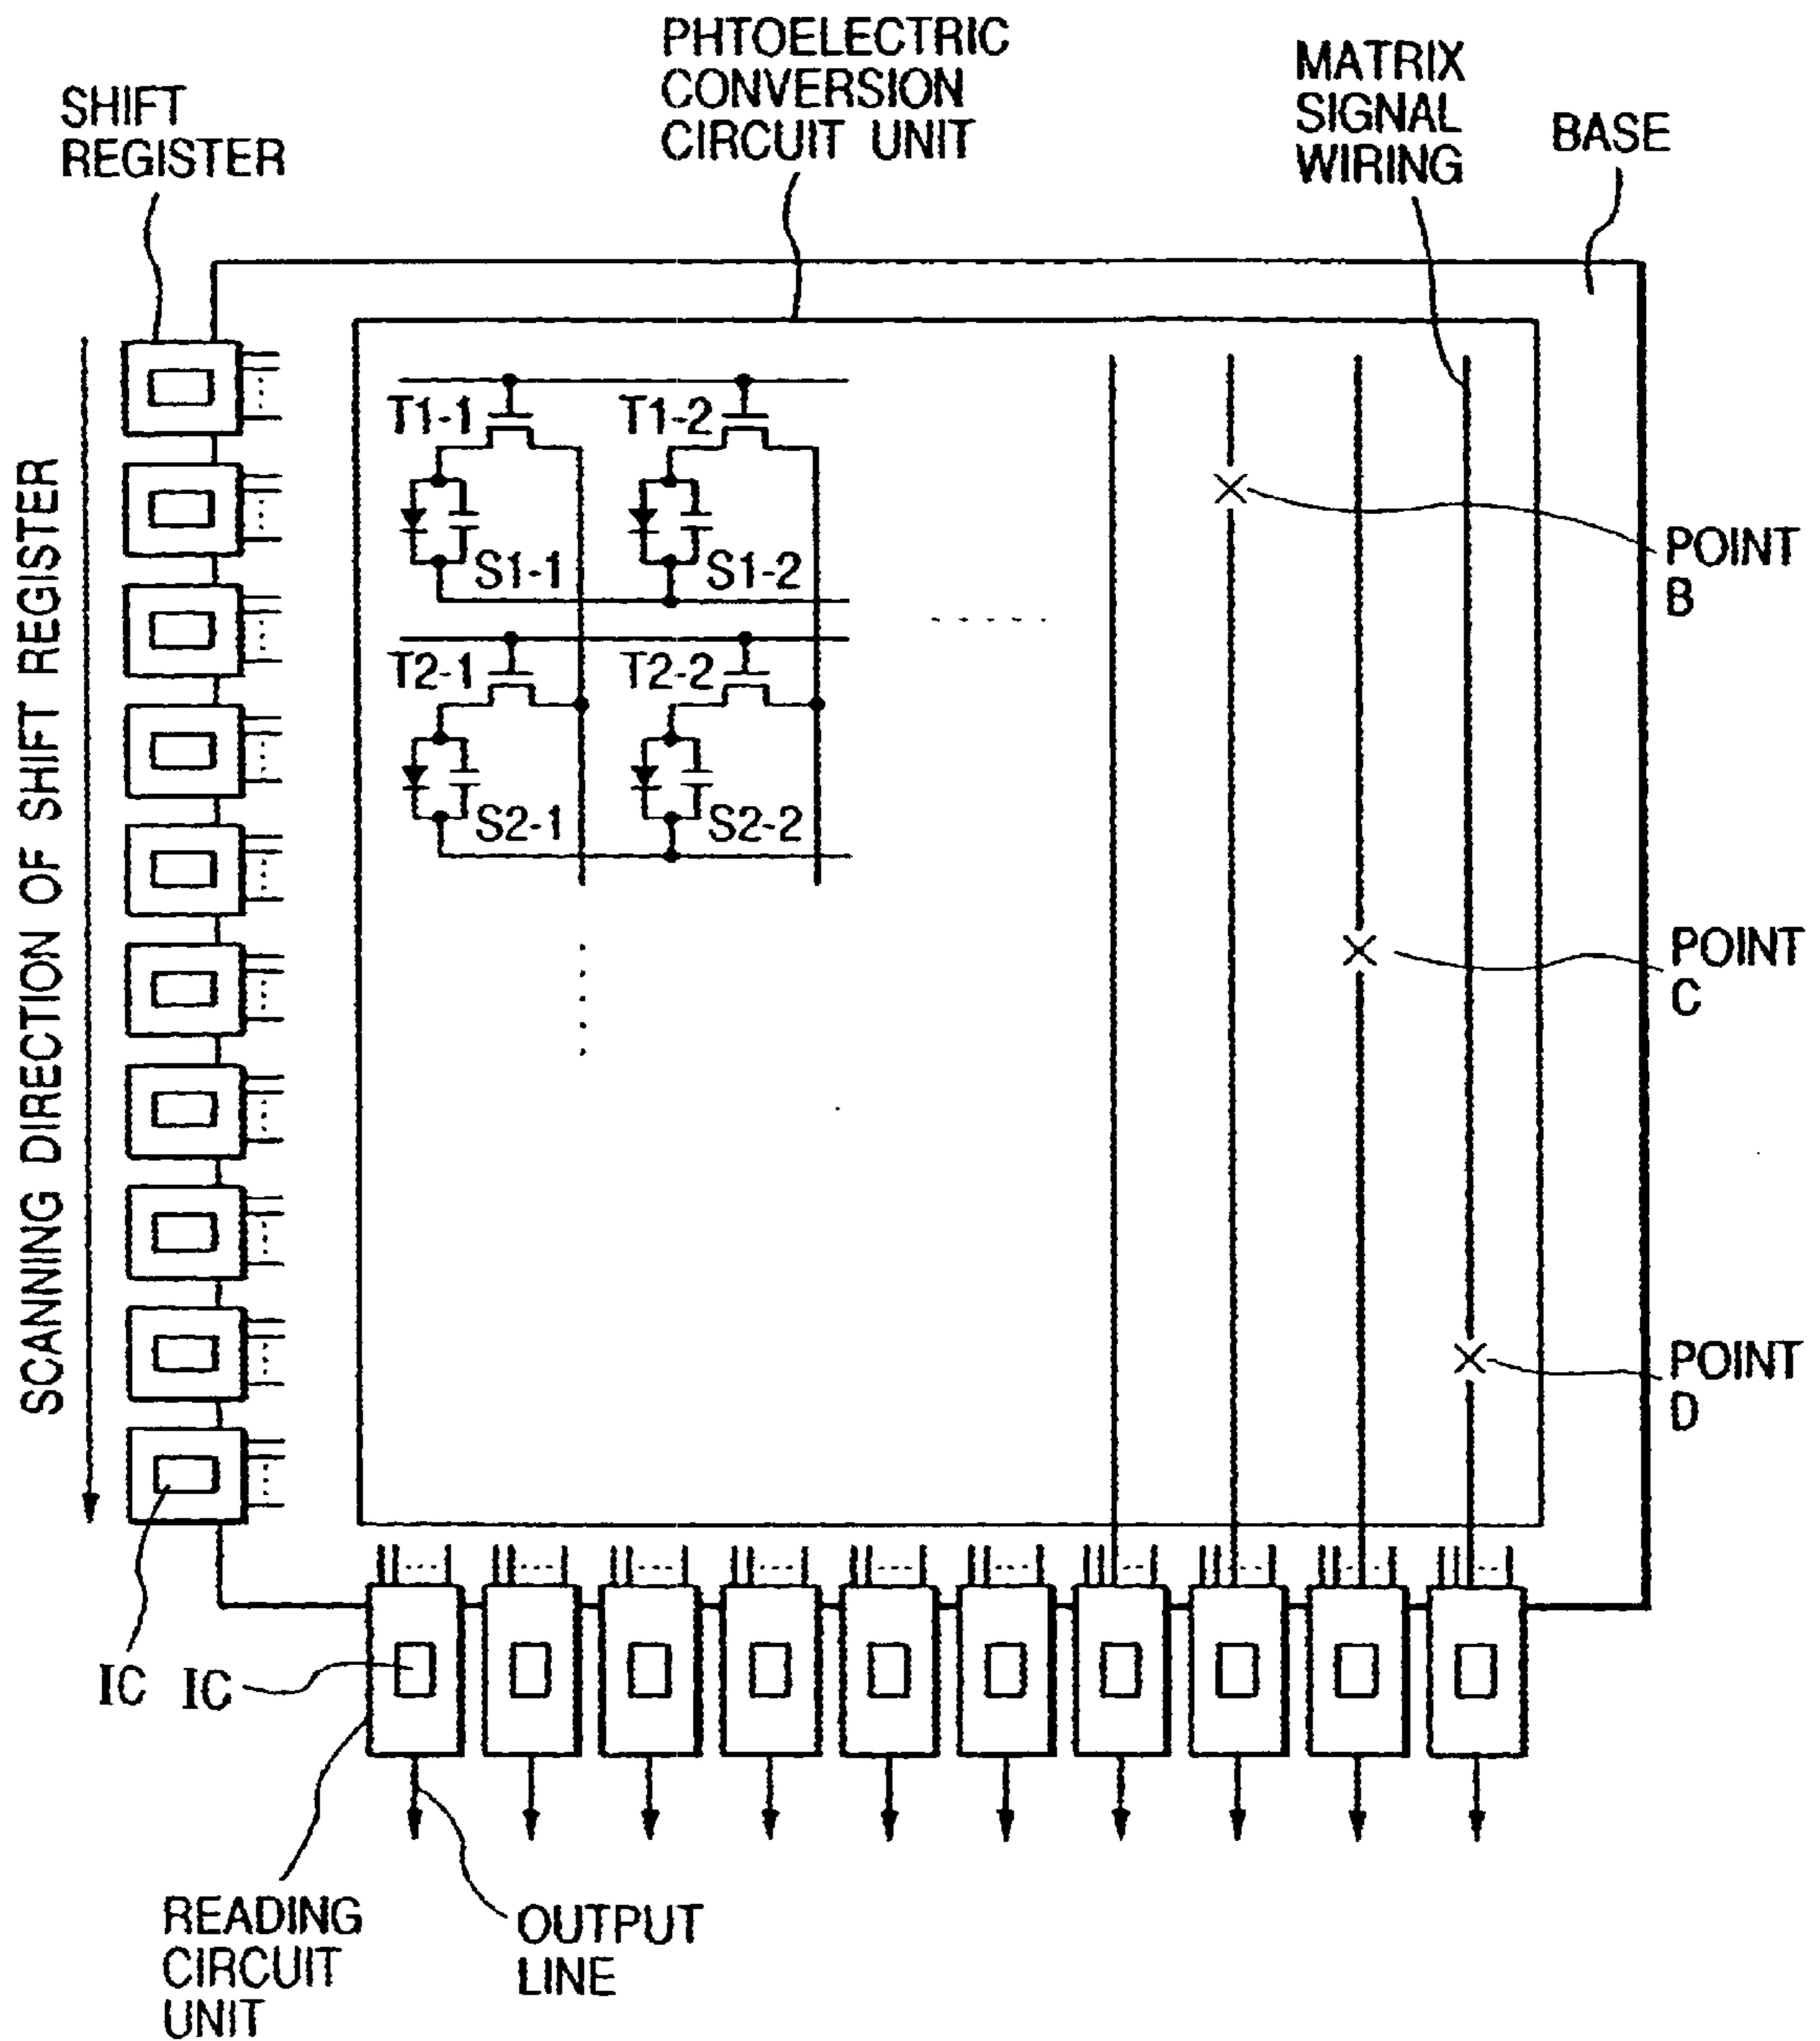 PHTOELECTRIC
CONVERSION
CIRCUIT UNIT
MATRIX
SIGNAL
WIRING
BASE
SHIFT
REGISTER
SCANNING DIRECTION OF SHIFT REGISTER
T1-1
T1-2
S1-1
S1-2
T2-1
T2-2
S2-1
S2-2
POINT
B
POINT
C
POINT
D
IC
IC
READING
CIRCUIT
UNIT
OUTPUT
LINE